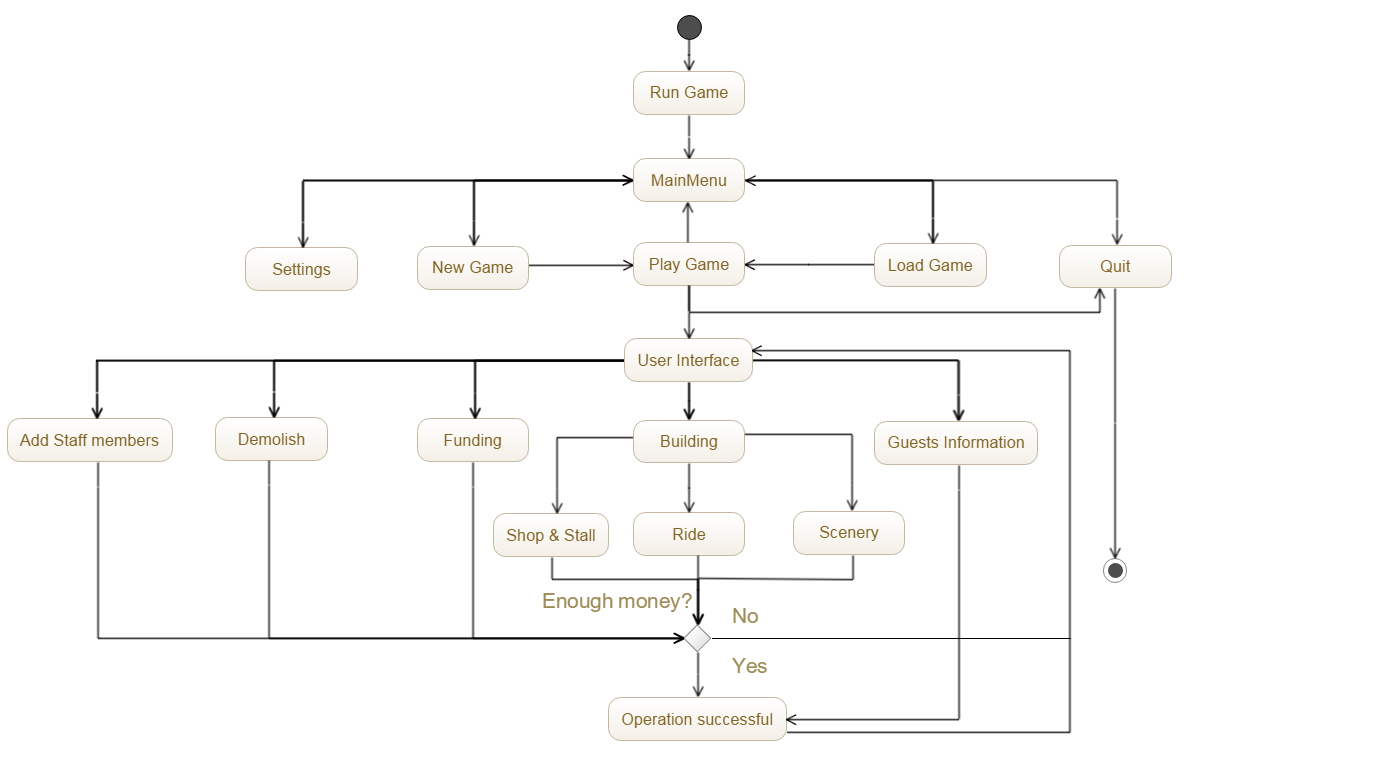 Run Game
MainMenu
Settings
New Game
Play Game
Load Game
Quit
User Interface
Add Staff members
Demolish
Funding
Building
Guests Information
Shop & Stall
Ride
Scenery
Enough money?
No
Yes
Operation successful